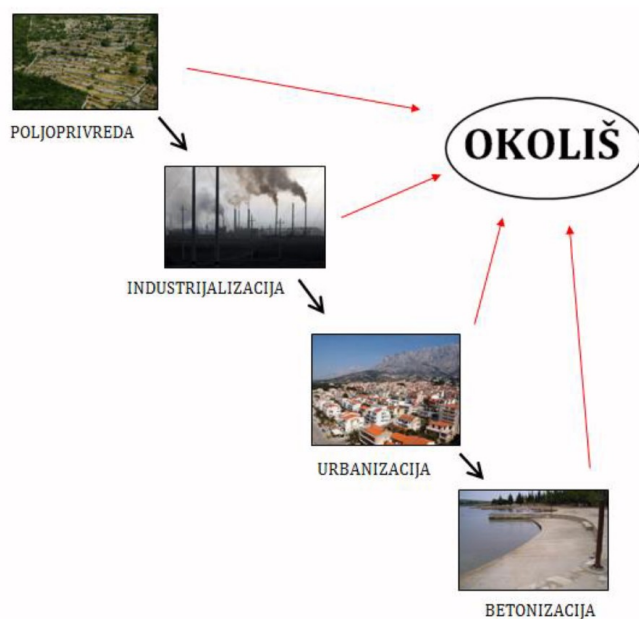 POLJOPRIVREDA
OKOLIŠ
INDUSTRIJALIZACIJA
URBANIZACIJA
BETONIZACIJA